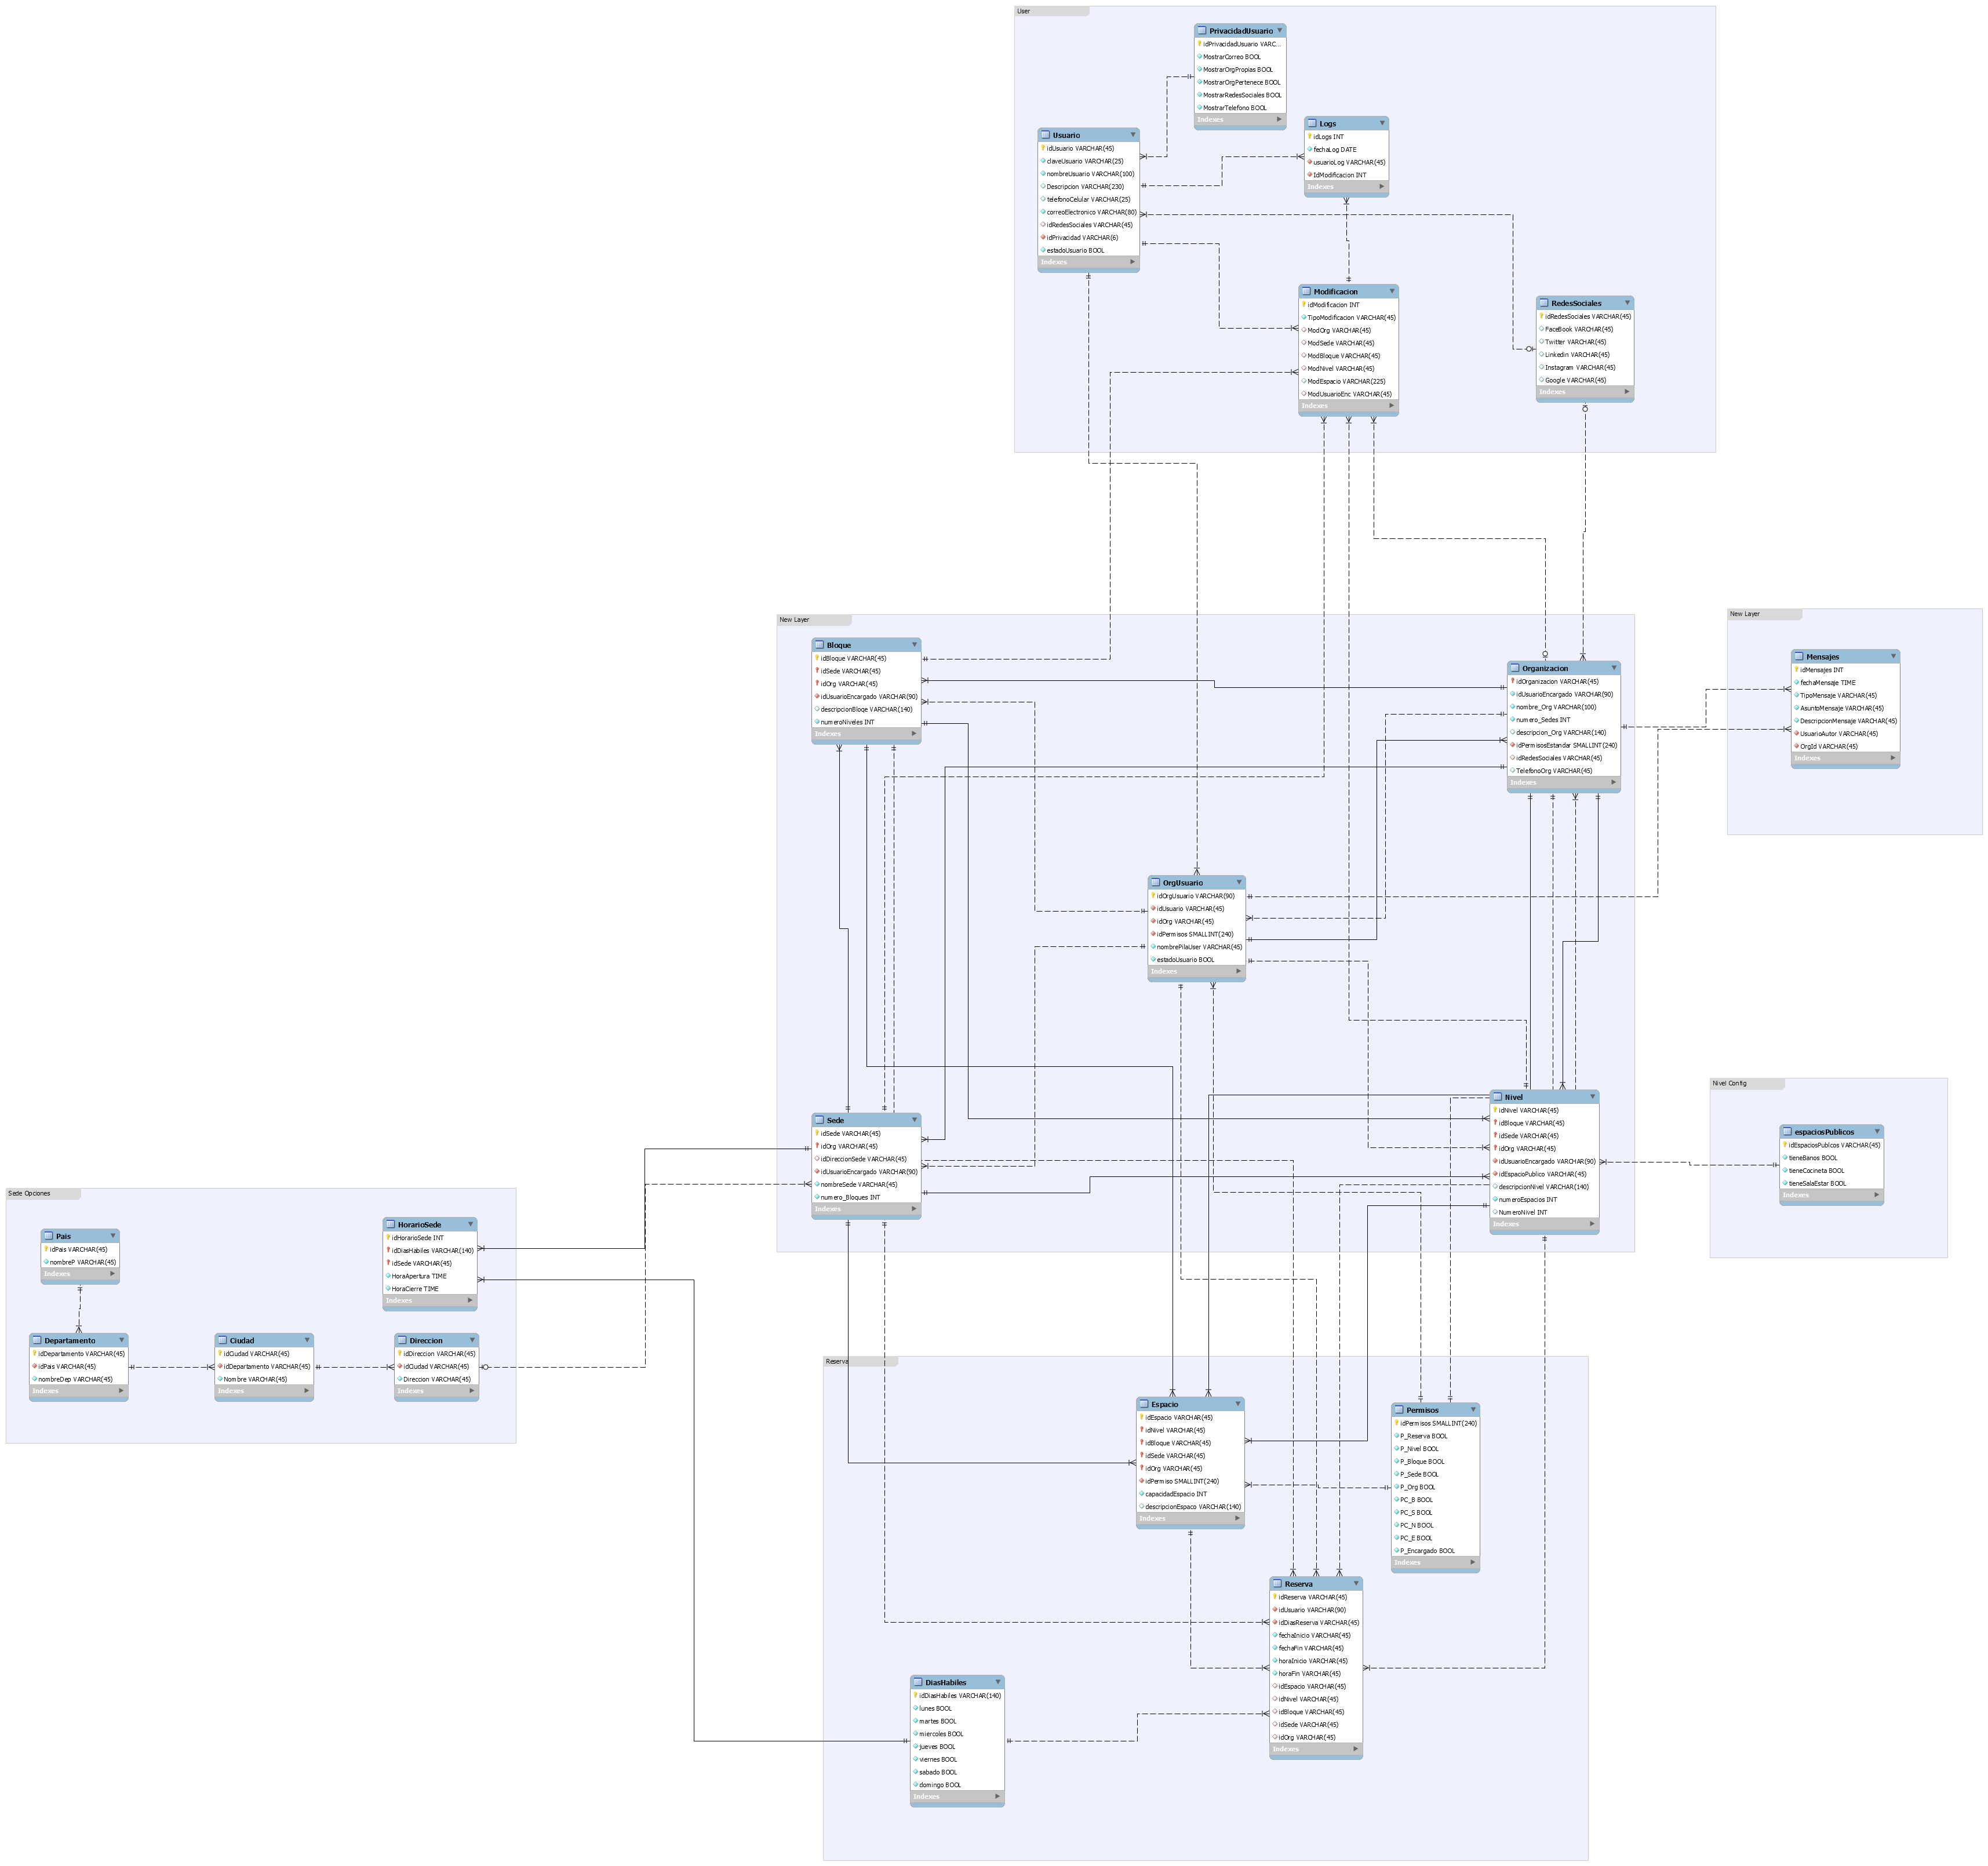 User
PrivacidadUsuario
idPrivacidadUsuario VARC...
MostrarCorreo BOOL
MostrarOrgPropias BOOL
MostrarOrgPertenece BOOL
MostrarRedesSociales BOOL
MostrarTelefono BOOL
Indexes
Usuario
idUsuario VARCHAR(45)
claveUsuario VARCHAR(25)
nombreUsuario VARCHAR(100)
Descripcion VARCHAR(230)
telefonoCelular VARCHAR(25)
correoElectronico VARCHAR(80)
idRedesSociales VARCHAR(45)
idPrivacidad VARCHAR(6)
estadoUsuario BOOL
Indexes
Logs
idLogs INT
fechaLog DATE
usuarioLog VARCHAR(45)
IdModificacion INT
Indexes
Modificacion
idModificacion INT
TipoModificacion VARCHAR(45)
ModOrg VARCHAR(45)
ModSede VARCHAR(45)
ModBloque VARCHAR(45)
ModNivel VARCHAR(45)
ModEspacio VARCHAR(225)
ModUsuarioEnc VARCHAR(45)
Indexes
RedesSociales
idRedesSociales VARCHAR(45)
FaceBook VARCHAR(45)
Twitter VARCHAR(45)
Linkedin VARCHAR(45)
Instagram VARCHAR(45)
Google VARCHAR(45)
Indexes
New Layer
Bloque
idBloque VARCHAR(45)
idSede VARCHAR(45)
idOrg VARCHAR(45)
idUsuarioEncargado VARCHAR(90)
descripcionBloqe VARCHAR(140)
numeroNiveles INT
Indexes
Organizacion
idOrganizacion VARCHAR(45)
idUsuarioEncargado VARCHAR(90)
nombre_Org VARCHAR(100)
numero_Sedes INT
descripcion_Org VARCHAR(140)
idPermisosEstandar SMALLINT(240)
idRedesSociales VARCHAR(45)
TelefonoOrg VARCHAR(45)
Indexes
New Layer
Mensajes
idMensajes INT
fechaMensaje TIME
TipoMensaje VARCHAR(45)
AsuntoMensaje VARCHAR(45)
DescripcionMensaje VARCHAR(45)
UsuarioAutor VARCHAR(45)
OrgId VARCHAR(45)
Indexes
OrgUsuario
idOrgUsuario VARCHAR(90)
idUsuario VARCHAR(45)
idOrg VARCHAR(45)
idPermisos SMALLINT(240)
nombrePilaUser VARCHAR(45)
estadoUsuario BOOL
Indexes
Sede
idSede VARCHAR(45)
idOrg VARCHAR(45)
idDireccionSede VARCHAR(45)
idUsuarioEncargado VARCHAR(90)
nombreSede VARCHAR(45)
numero_Bloques INT
Indexes
Nivel
idNivel VARCHAR(45)
idBloque VARCHAR(45)
idSede VARCHAR(45)
idOrg VARCHAR(45)
idUsuarioEncargado VARCHAR(90)
idEspacioPublico VARCHAR(45)
descripcionNivel VARCHAR(140)
numeroEspacios INT
NumeroNivel INT
Indexes
Nivel Config
espaciosPublicos
idEspaciosPublcos VARCHAR(45)
tieneBanos BOOL
tieneCocineta BOOL
tieneSalaEstar BOOL
Indexes
Sede Opciones
Pais
idPais VARCHAR(45)
nombreP VARCHAR(45)
Indexes
HorarioSede
idHorarioSede INT
idDiasHabiles VARCHAR(140)
idSede VARCHAR(45)
HoraApertura TIME
HoraCierre TIME
Indexes
Departamento
idDepartamento VARCHAR(45)
idPais VARCHAR(45)
nombreDep VARCHAR(45)
Indexes
Ciudad
idCiudad VARCHAR(45)
idDepartamento VARCHAR(45)
Nombre VARCHAR(45)
Indexes
Direccion
idDireccion VARCHAR(45)
idCiudad VARCHAR(45)
Direccion VARCHAR(45)
Indexes
Reserva
Espacio
idEspacio VARCHAR(45)
idNivel VARCHAR(45)
idBloque VARCHAR(45)
idSede VARCHAR(45)
idOrg VARCHAR(45)
idPermiso SMALLINT(240)
capacidadEspacio INT
descripcionEspaco VARCHAR(140)
Indexes
Permisos
idPermisos SMALLINT(240)
P_Reserva BOOL
P_Nivel BOOL
P_Bloque BOOL
P_Sede BOOL
P_Org BOOL
PC_B BOOL
PC_S BOOL
PC_N BOOL
PC_E BOOL
P_Encargado BOOL
Indexes
Reserva
idReserva VARCHAR(45)
idUsuario VARCHAR(90)
idDiasReserva VARCHAR(45)
fechaInicio VARCHAR(45)
fechaFin VARCHAR(45)
horaInicio VARCHAR(45)
horaFin VARCHAR(45)
idEspacio VARCHAR(45)
idNivel VARCHAR(45)
idBloque VARCHAR(45)
idSede VARCHAR(45)
idOrg VARCHAR(45)
Indexes
DiasHabiles
idDiasHabiles VARCHAR(140)
lunes BOOL
martes BOOL
miercoles BOOL
jueves BOOL
viernes BOOL
sabado BOOL
domingo BOOL
Indexes